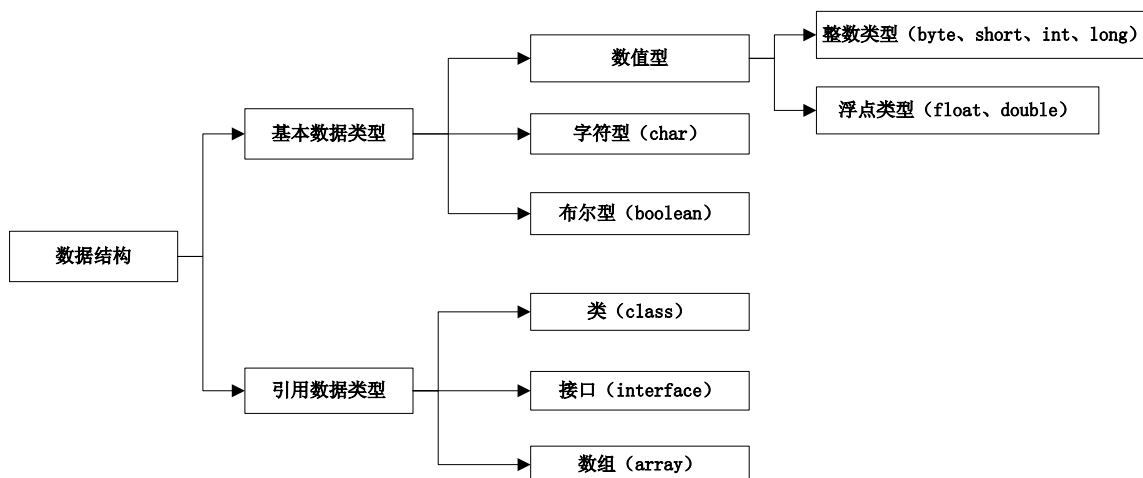 数据结构
基本数据类型
数值型
整数类型（byte、short、int、long）
浮点类型（float、double）
字符型（char）
布尔型（boolean）
引用数据类型
类（class）
接口（interface）
数组（array）